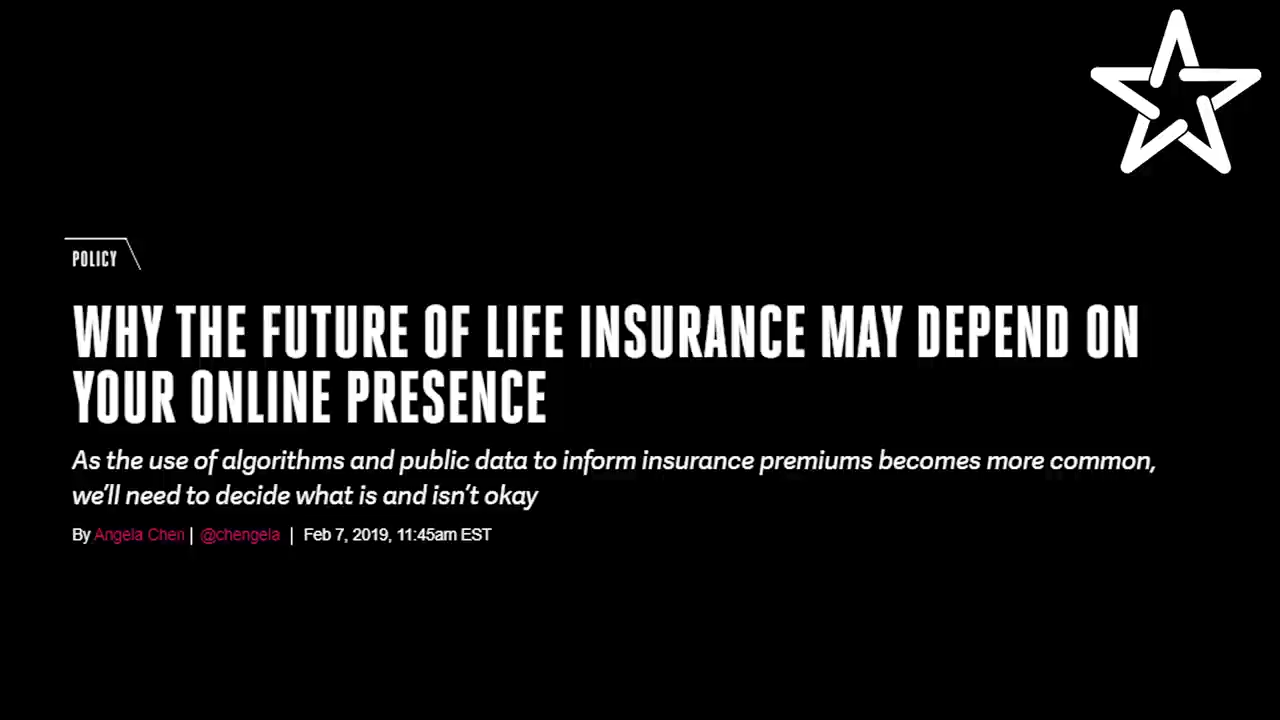 POLICY
WHY THE FUTURE OF LIFE INSURANCE MAY DEPEND ON
YOUR ONLINE PRESENCE
As the use of algorithms and public data to inform insurance premiums becomes more common,
we'll need to decide what is and isn't okay
By Angela Chen | @chengela | Feb 7, 2019, 11:45am EST